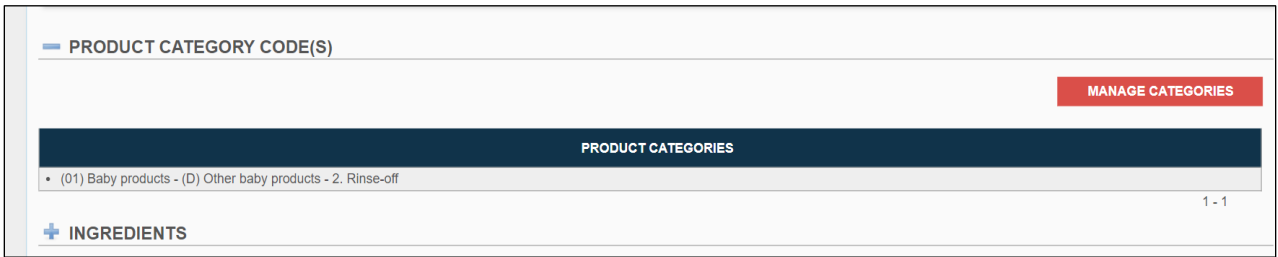 PRODUCT CATEGORY CODE(S)
MANAGE CATEGORIES
PRODUCT CATEGORIES
• (01) Baby products - (D) Other baby products - 2. Rinse-off
1 - 1
INGREDIENTS